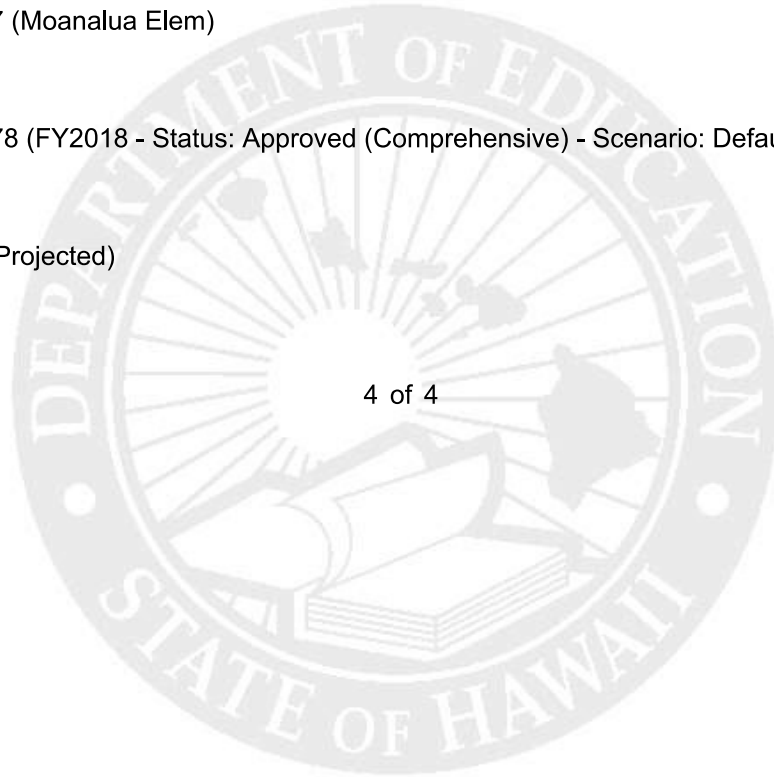 (Moanalua Elem)
78 (FY2018 - Status: Approved (Comprehensive) - Scenario: Defau
Projected)
4 of 4
DEPARTMENT OF EDUCATION
STATE OF HAWAII